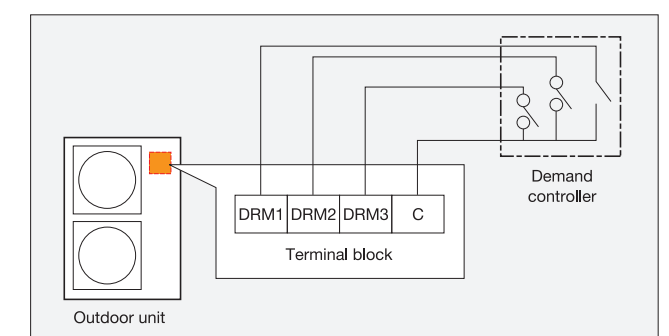 Demand
controller
DRM1 DRM2 DRM3 C
Terminal block
Outdoor unit